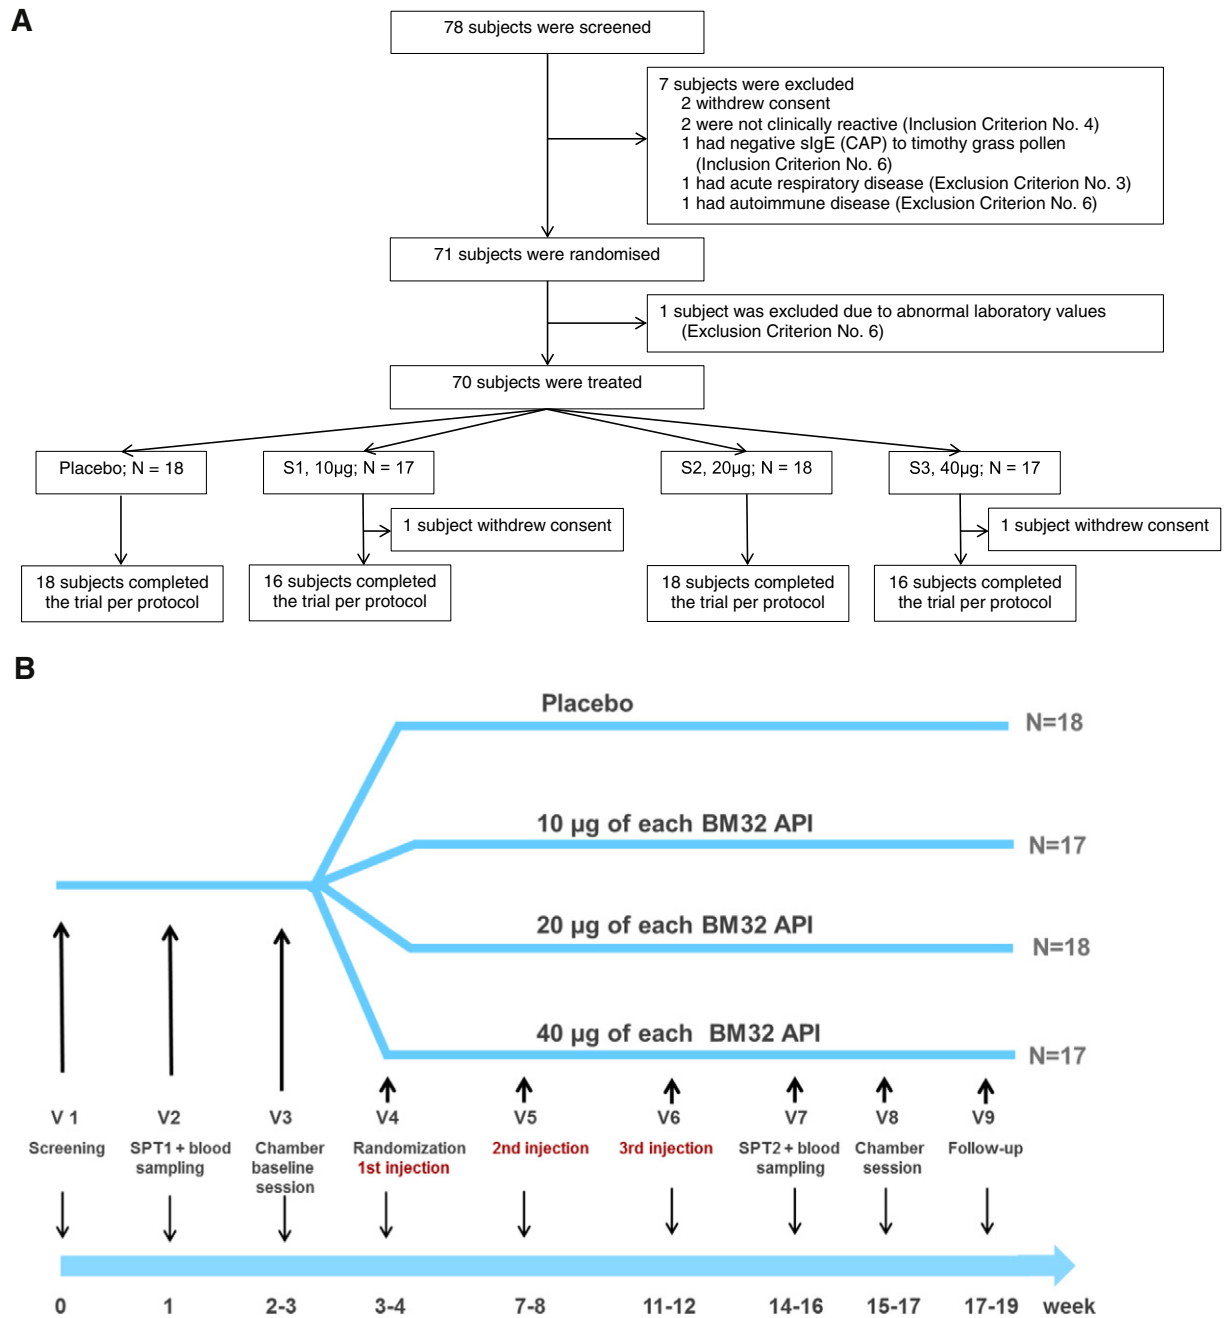 A
78 subjects were screened
7 subjects were excluded
2 withdrew consent
2 were not clinically reactive (Inclusion Criterion No. 4)
1 had negative sIgE (CAP) to timothy grass pollen
(Inclusion Criterion No. 6)
1 had acute respiratory disease (Exclusion Criterion No. 3)
1 had autoimmune disease (Exclusion Criterion No. 6)
71 subjects were randomised
1 subject was excluded due to abnormal laboratory values
(Exclusion Criterion No. 6)
70 subjects were treated
Placebo; N = 18
S1, 10µg; N = 17
S2, 20µg; N = 18
S3, 40µg; N = 17
1 subject withdrew consent
1 subject withdrew consent
18 subjects completed
the trial per protocol
16 subjects completed
the trial per protocol
18 subjects completed
the trial per protocol
16 subjects completed
the trial per protocol
B
Placebo
N=18
10 µg of each BM32 API
N=17
20 µg of each BM32 API
N=18
40 µg of each BM32 API
N=17
V 1
Screening
V2
SPT1 + blood
sampling
V3
Chamber
baseline
session
V4
Randomization
1st injection
V5
2nd injection
V6
3rd injection
V7
SPT2 + blood
sampling
V8
Chamber
session
V9
Follow-up
0
1
2-3
3-4
7-8
11-12
14-16
15-17
17-19
week